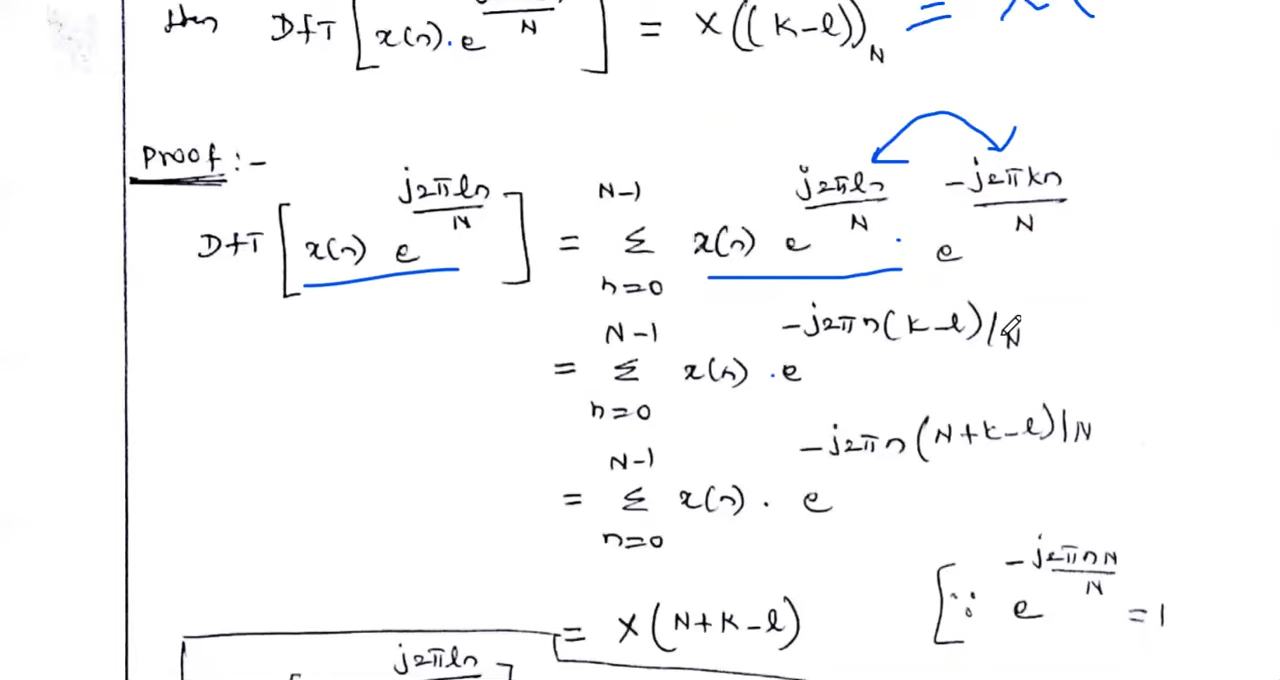 then DFT [ x(n) . e^(/N) ] = X((k-l))_N = X(
Proof :-
DFT [ x(n) e^(j2πln/N) ] = Σ_(n=0)^(N-1) x(n) e^(j2πln/N) . e^(-j2πkn/N)
= Σ_(n=0)^(N-1) x(n) . e^(-j2πn(k-l)/N)
= Σ_(n=0)^(N-1) x(n) . e^(-j2πn(N+k-l)/N)
= X(N+k-l) [∵ e^(-j2πnN/N) = 1
j2πln